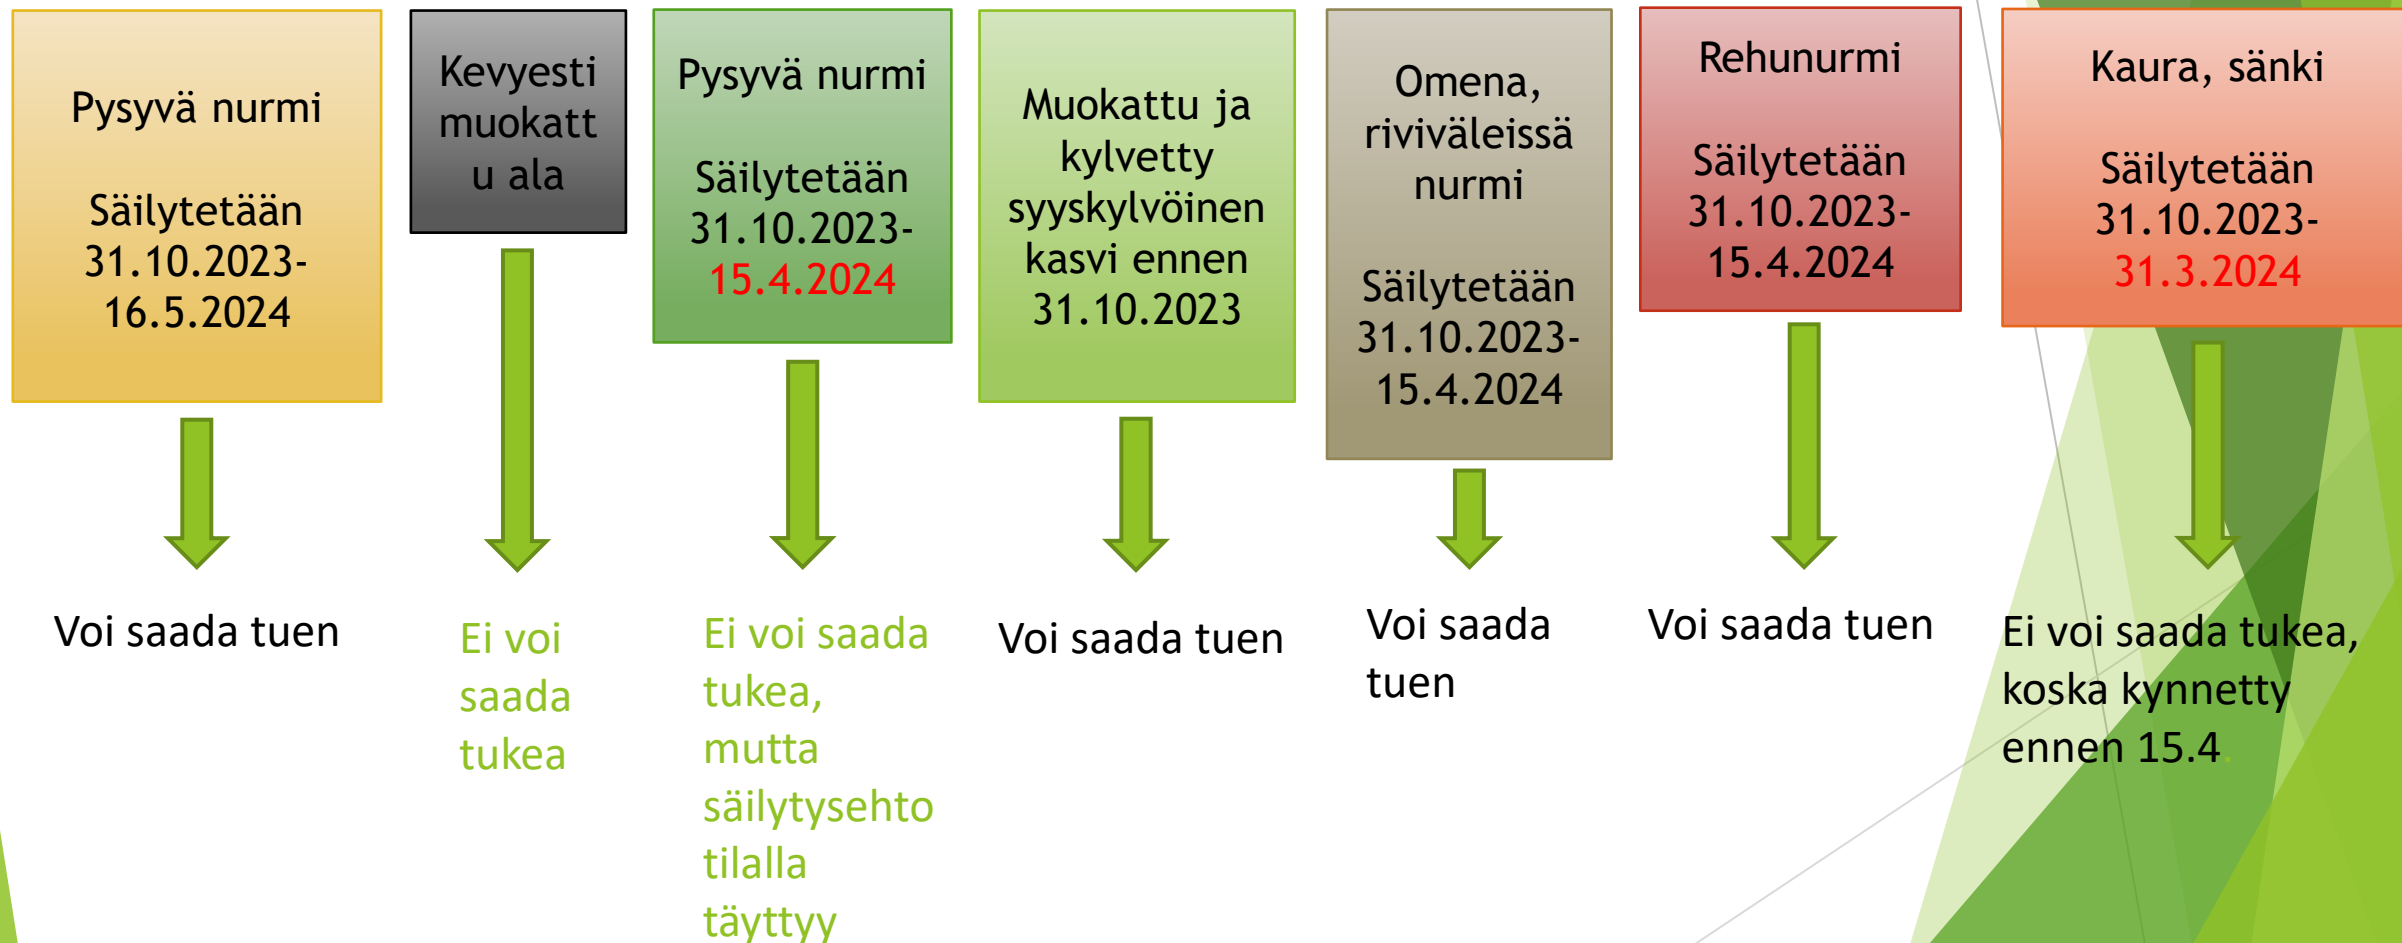 Pysyvä nurmi
Säilytetään
31.10.2023-
16.5.2024
Kevyesti
muokatt
u ala
Pysyvä nurmi
Säilytetään
31.10.2023-
15.4.2024
Muokattu ja
kylvetty
syyskylvöinen
kasvi ennen
31.10.2023
Omena,
riviväleissä
nurmi
Säilytetään
31.10.2023-
15.4.2024
Rehunurmi
Säilytetään
31.10.2023-
15.4.2024
Kaura, sänki
Säilytetään
31.10.2023-
31.3.2024
Voi saada tuen
Ei voi
saada
tukea
Ei voi saada
tukea,
mutta
säilytysehto
tilalla
täyttyy
Voi saada tuen
Voi saada
tuen
Voi saada tuen
Ei voi saada tukea,
koska kynnetty
ennen 15.4.